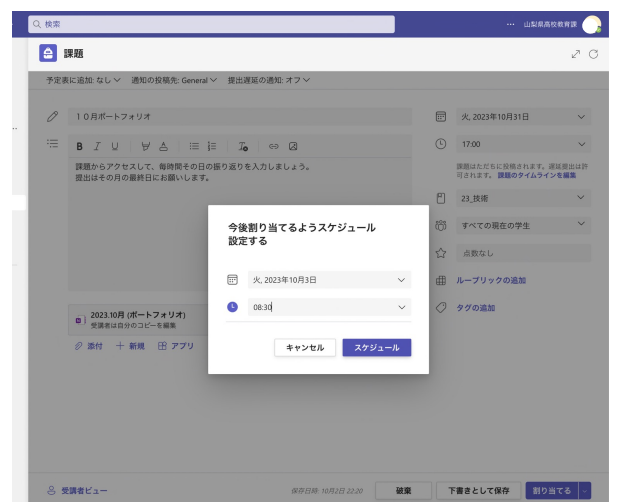 検索
山梨県高校教育課
課題
予定表に追加: なし 通知の投稿先: General 提出遅延の通知: オフ
10月ポートフォリオ
火, 2023年10月31日
B I U
17:00
課題からアクセスして、毎時間その日の振り返りを入力しましょう。
提出はその月の最終日にお願いします。
課題はただちに投稿されます。遅延提出は許
可されます。 課題のタイムラインを編集
23_技術
すべての現在の学生
点数なし
ルーブリックの追加
タグの追加
今後割り当てるようスケジュール
設定する
火, 2023年10月3日
08:30
キャンセル スケジュール
2023.10月 (ポートフォリオ)
受講者は自分のコピーを編集
添付 新規 アプリ
受講者ビュー
保存日時: 10月2日 22:20
破棄
下書きとして保存
割り当てる